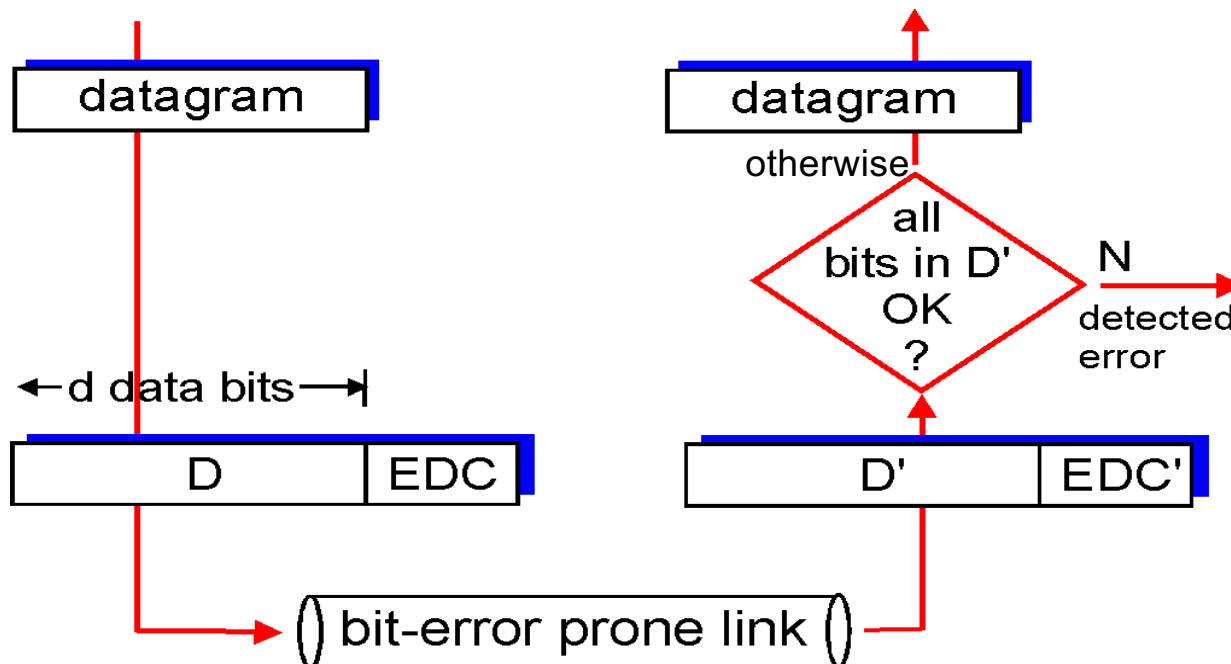 datagram
d data bits
D EDC
bit-error prone link
datagram
otherwise
all
bits in D'
OK
?
N
detected
error
D' EDC'